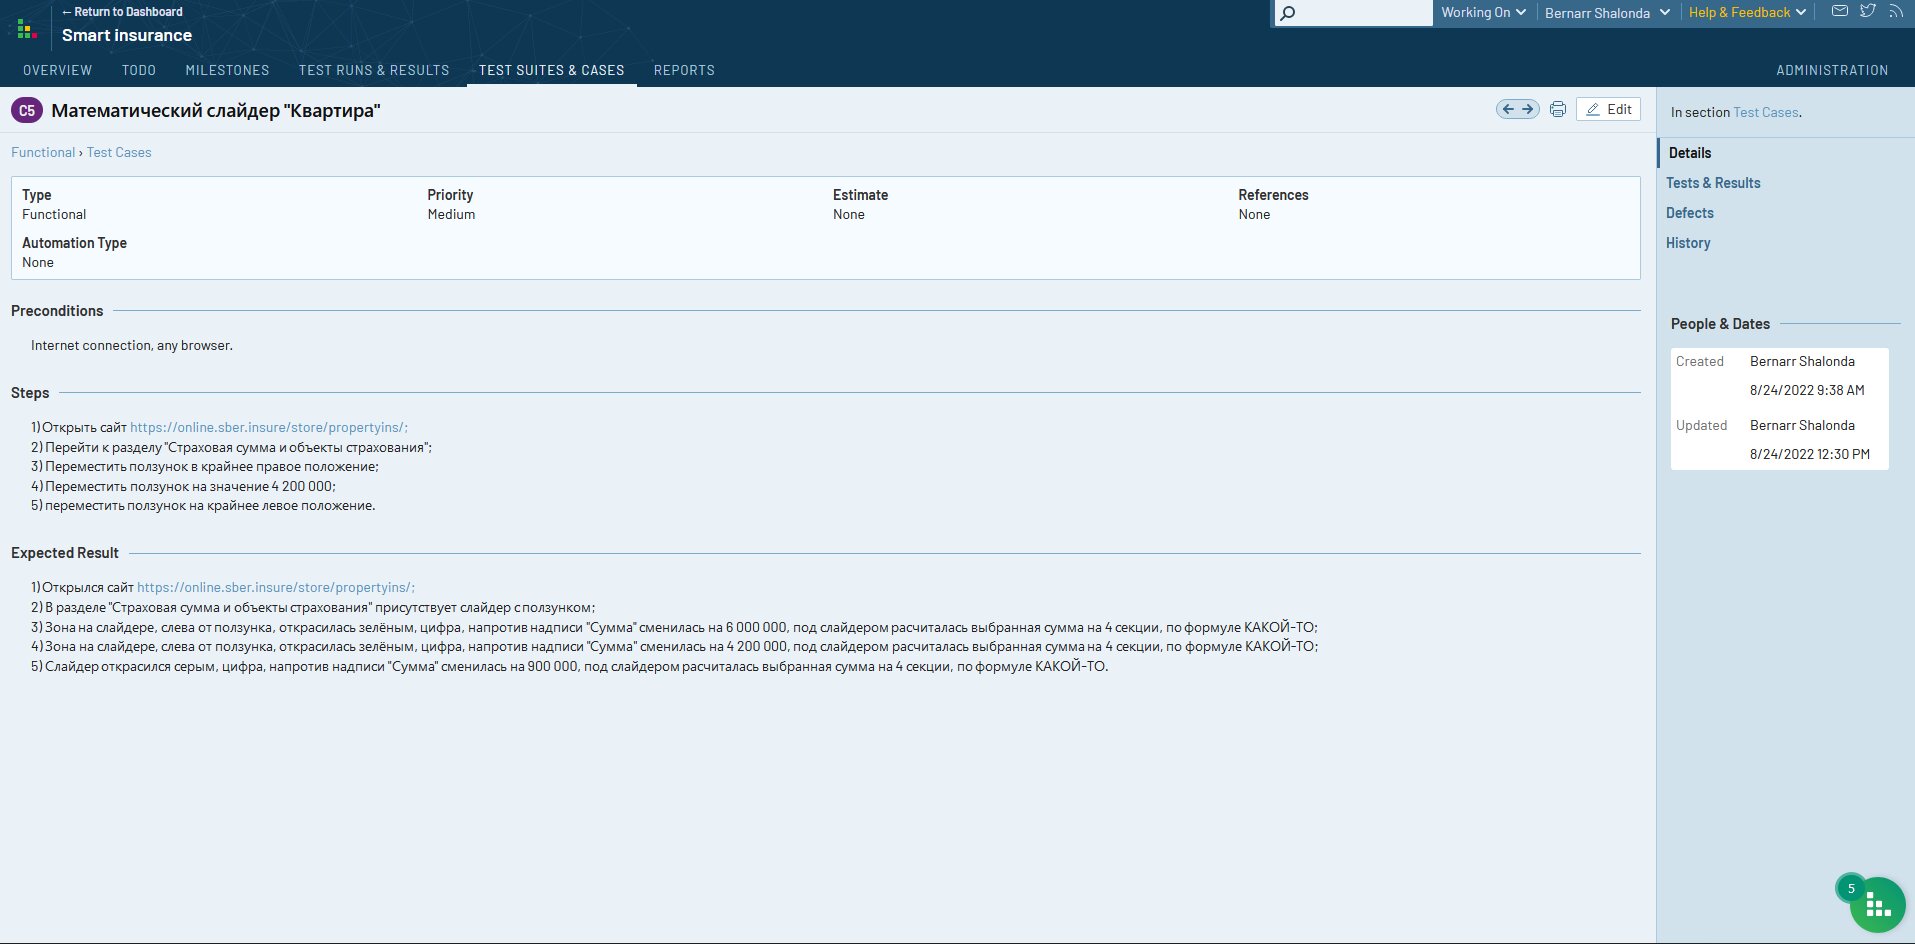 ← Return to Dashboard
Smart insurance
Working On
Bernarr Shalonda
Help & Feedback
OVERVIEW TODO MILESTONES TEST RUNS & RESULTS TEST SUITES & CASES REPORTS ADMINISTRATION
C5 Математический слайдер "Квартира"
Edit
Functional › Test Cases
Type Priority Estimate References
Functional Medium None None
Automation Type
None
Preconditions
Internet connection, any browser.
Steps
1) Открыть сайт https://online.sber.insure/store/propertyins/;
2) Перейти к разделу "Страховая сумма и объекты страхования";
3) Переместить ползунок в крайнее правое положение;
4) Переместить ползунок на значение 4 200 000;
5) переместить ползунок на крайнее левое положение.
Expected Result
1) Открылся сайт https://online.sber.insure/store/propertyins/;
2) В разделе "Страховая сумма и объекты страхования" присутствует слайдер с ползунком;
3) Зона на слайдере, слева от ползунка, откраcилась зелёным, цифра, напротив надписи "Сумма" сменилась на 6 000 000, под слайдером расчиталась выбранная сумма на 4 секции, по формуле КАКОЙ-ТО;
4) Зона на слайдере, слева от ползунка, откраcилась зелёным, цифра, напротив надписи "Сумма" сменилась на 4 200 000, под слайдером расчиталась выбранная сумма на 4 секции, по формуле КАКОЙ-ТО;
5) Слайдер открасился серым, цифра, напротив надписи "Сумма" сменилась на 900 000, под слайдером расчиталась выбранная сумма на 4 секции, по формуле КАКОЙ-ТО.
In section Test Cases.
Details
Tests & Results
Defects
History
People & Dates
Created Bernarr Shalonda
8/24/2022 9:38 AM
Updated Bernarr Shalonda
8/24/2022 12:30 PM
5